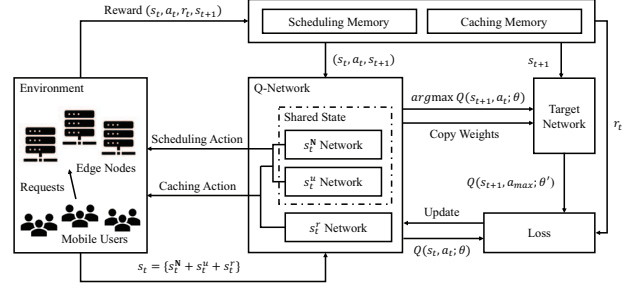 Reward (s_t, a_t, r_t, s_{t+1})
Scheduling Memory
Caching Memory
(s_t, a_t, s_{t+1})
s_{t+1}
r_t
Environment
Edge Nodes
Requests
Mobile Users
Scheduling Action
Caching Action
Q-Network
Shared State
s_t^N Network
s_t^u Network
s_t^r Network
argmax Q(s_{t+1}, a_t; θ)
Copy Weights
Target
Network
Q(s_{t+1}, a_{max}; θ')
Update
Q(s_t, a_t; θ)
Loss
s_t = {s_t^N + s_t^u + s_t^r}